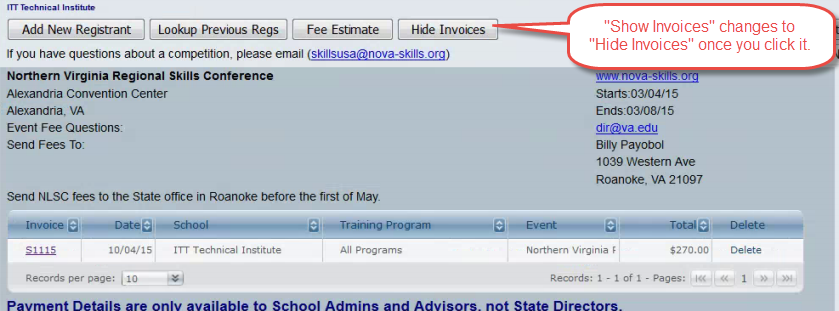 ITT Technical Institute
Add New Registrant Lookup Previous Regs Fee Estimate Hide Invoices
"Show Invoices" changes to
"Hide Invoices" once you click it.
If you have questions about a competition, please email (skillsusa@nova-skills.org)
Northern Virginia Regional Skills Conference www.nova-skills.org
Alexandria Convention Center Starts:03/04/15
Alexandria, VA Ends:03/08/15
Event Fee Questions: dir@va.edu
Send Fees To: Billy Payobol
1039 Western Ave
Roanoke, VA 21097
Send NLSC fees to the State office in Roanoke before the first of May.
Invoice Date School Training Program Event Total Delete
S1115 10/04/15 ITT Technical Institute All Programs Northern Virginia $270.00 Delete
Records per page: 10 Records: 1 - 1 of 1 - Pages: 1
Payment Details are only available to School Admins and Advisors, not State Directors.